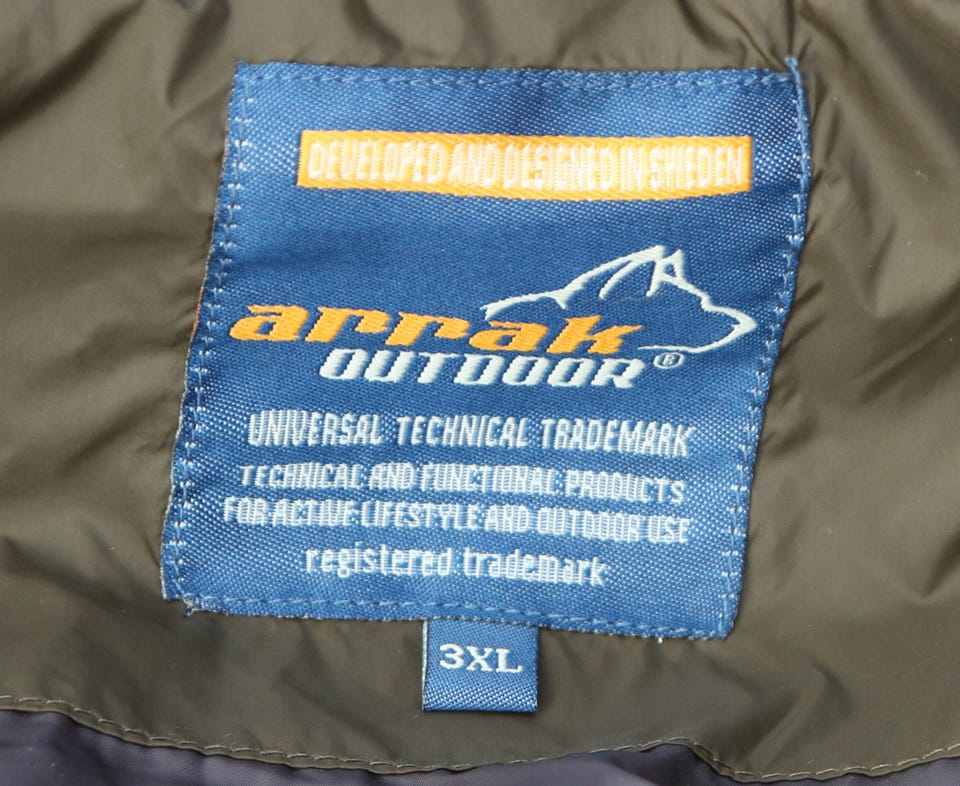 DEVELOPED AND DESIGNED IN SWEDEN
arrak
OUTDOOR®
UNIVERSAL TECHNICAL TRADEMARK
TECHNICAL AND FUNCTIONAL PRODUCTS
FOR ACTIVE LIFESTYLE AND OUTDOOR USE
registered trademark
3XL